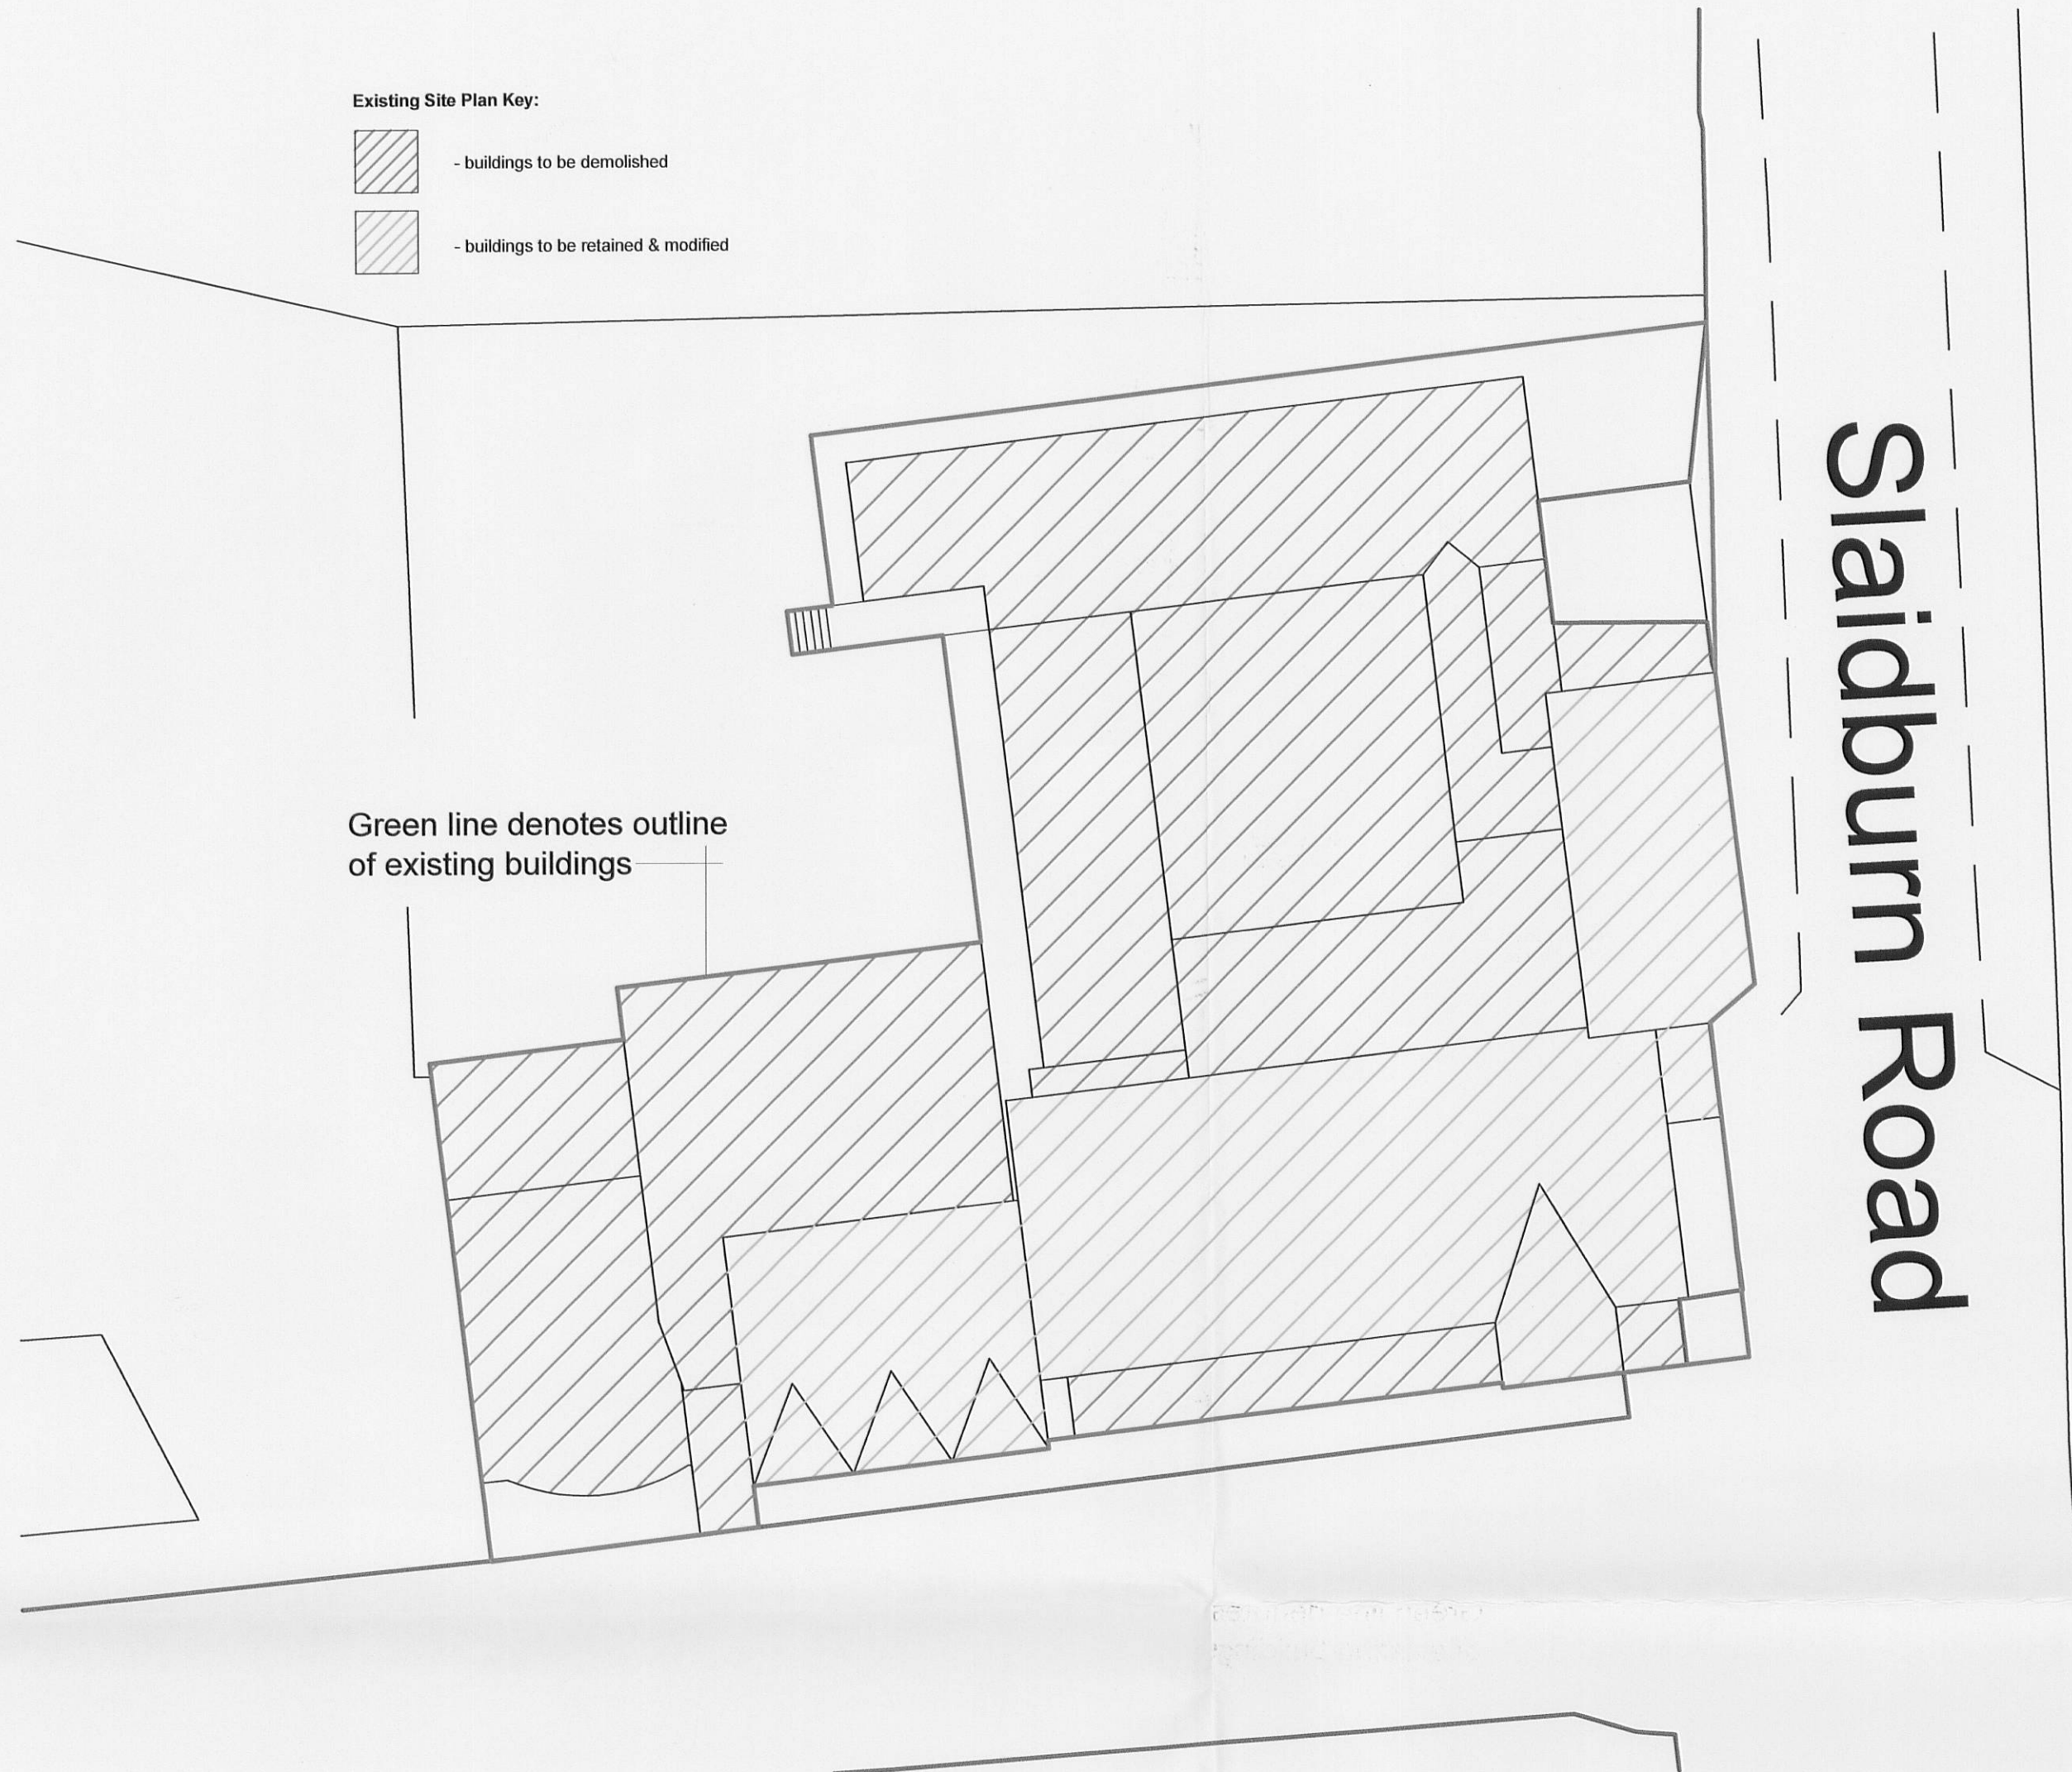 Existing Site Plan Key:
- buildings to be demolished
- buildings to be retained & modified
Green line denotes outline
of existing buildings
Slaidburn Road